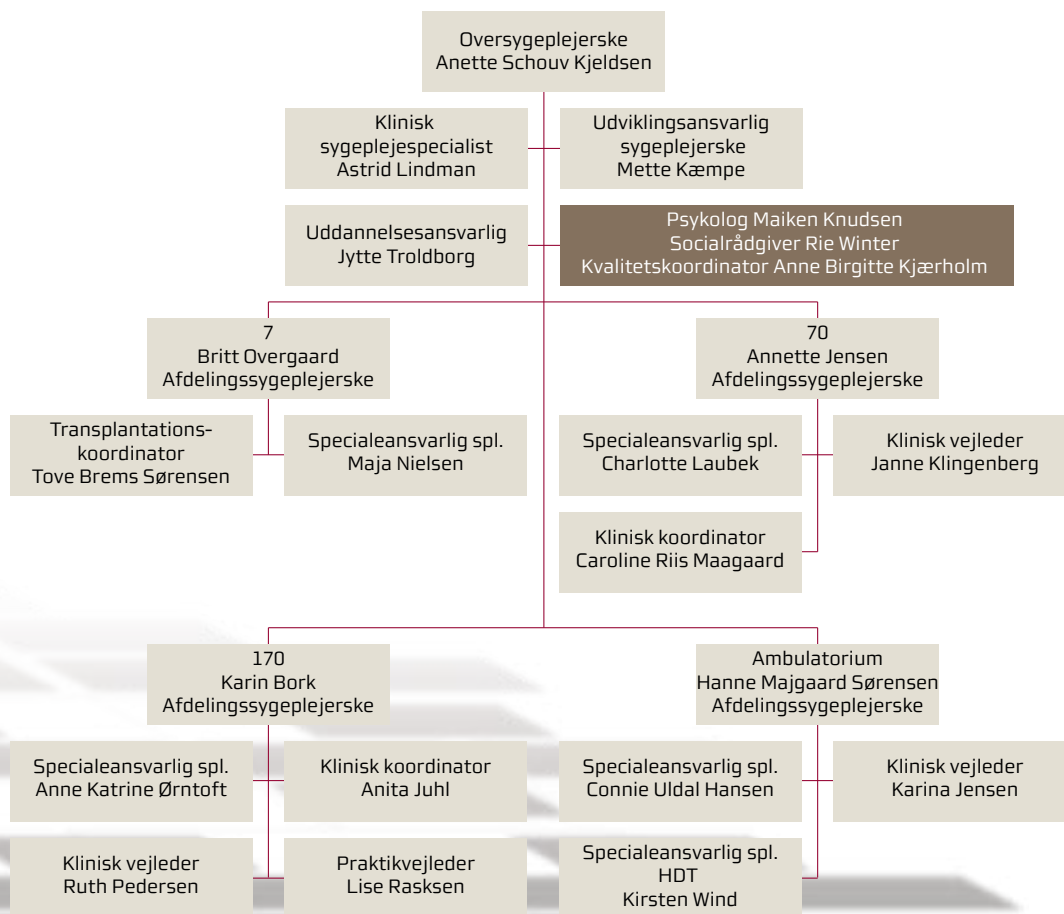 Oversygeplejerske
Anette Schouv Kjeldsen
Klinisk
sygeplejespecialist
Astrid Lindman
Udviklingsansvarlig
sygeplejerske
Mette Kæmpe
Uddannelsesansvarlig
Jytte Troldborg
Psykolog Maiken Knudsen
Socialrådgiver Rie Winter
Kvalitetskoordinator Anne Birgitte Kjærholm
7
Britt Overgaard
Afdelingssygeplejerske
70
Annette Jensen
Afdelingssygeplejerske
Transplantations-
koordinator
Tove Brems Sørensen
Specialeansvarlig spl.
Maja Nielsen
Specialeansvarlig spl.
Charlotte Laubek
Klinisk vejleder
Janne Klingenberg
Klinisk koordinator
Caroline Riis Maagaard
170
Karin Bork
Afdelingssygeplejerske
Ambulatorium
Hanne Majgaard Sørensen
Afdelingssygeplejerske
Specialeansvarlig spl.
Anne Katrine Ørntoft
Klinisk koordinator
Anita Juhl
Specialeansvarlig spl.
Connie Uldal Hansen
Klinisk vejleder
Karina Jensen
Klinisk vejleder
Ruth Pedersen
Praktikvejleder
Lise Rasksen
Specialeansvarlig spl.
HDT
Kirsten Wind